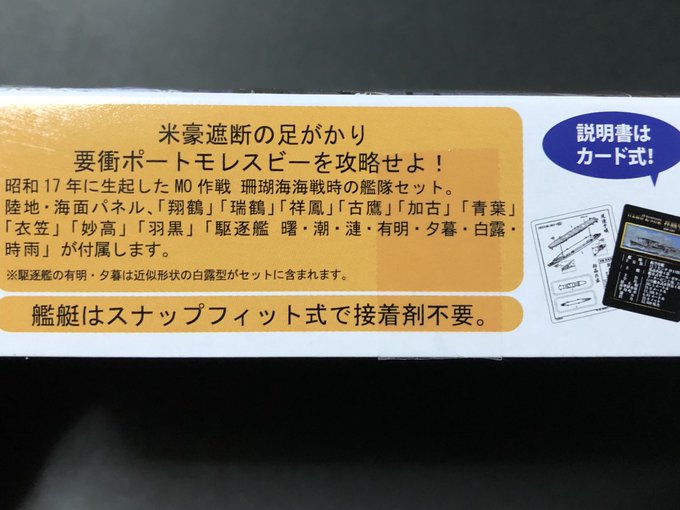 米豪遮断の足がかり
要衝ポートモレスビーを攻略せよ！
昭和17年に生起したMO作戦 珊瑚海海戦時の艦隊セット。
陸地・海面パネル、「翔鶴」「瑞鶴」「祥鳳」「古鷹」「加古」「青葉」
「衣笠」「妙高」「羽黒」「駆逐艦 曙・潮・漣・有明・夕暮・白露・
時雨」が付属します。
※駆逐艦の有明・夕暮は近似形状の白露型がセットに含まれます。
艦艇はスナップフィット式で接着剤不要。
説明書は
カード式！